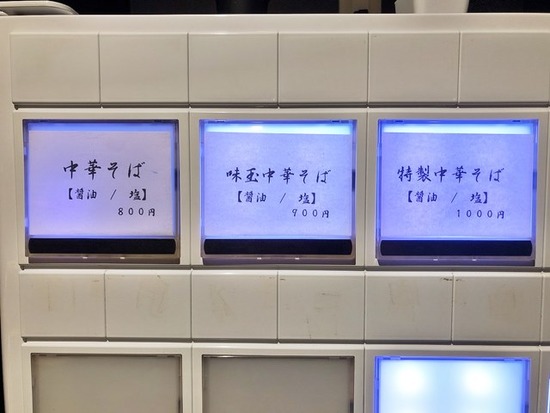 中華そば
【醤油 / 塩】
800円
味玉中華そば
【醤油 / 塩】
900円
特製中華そば
【醤油 / 塩】
1000円